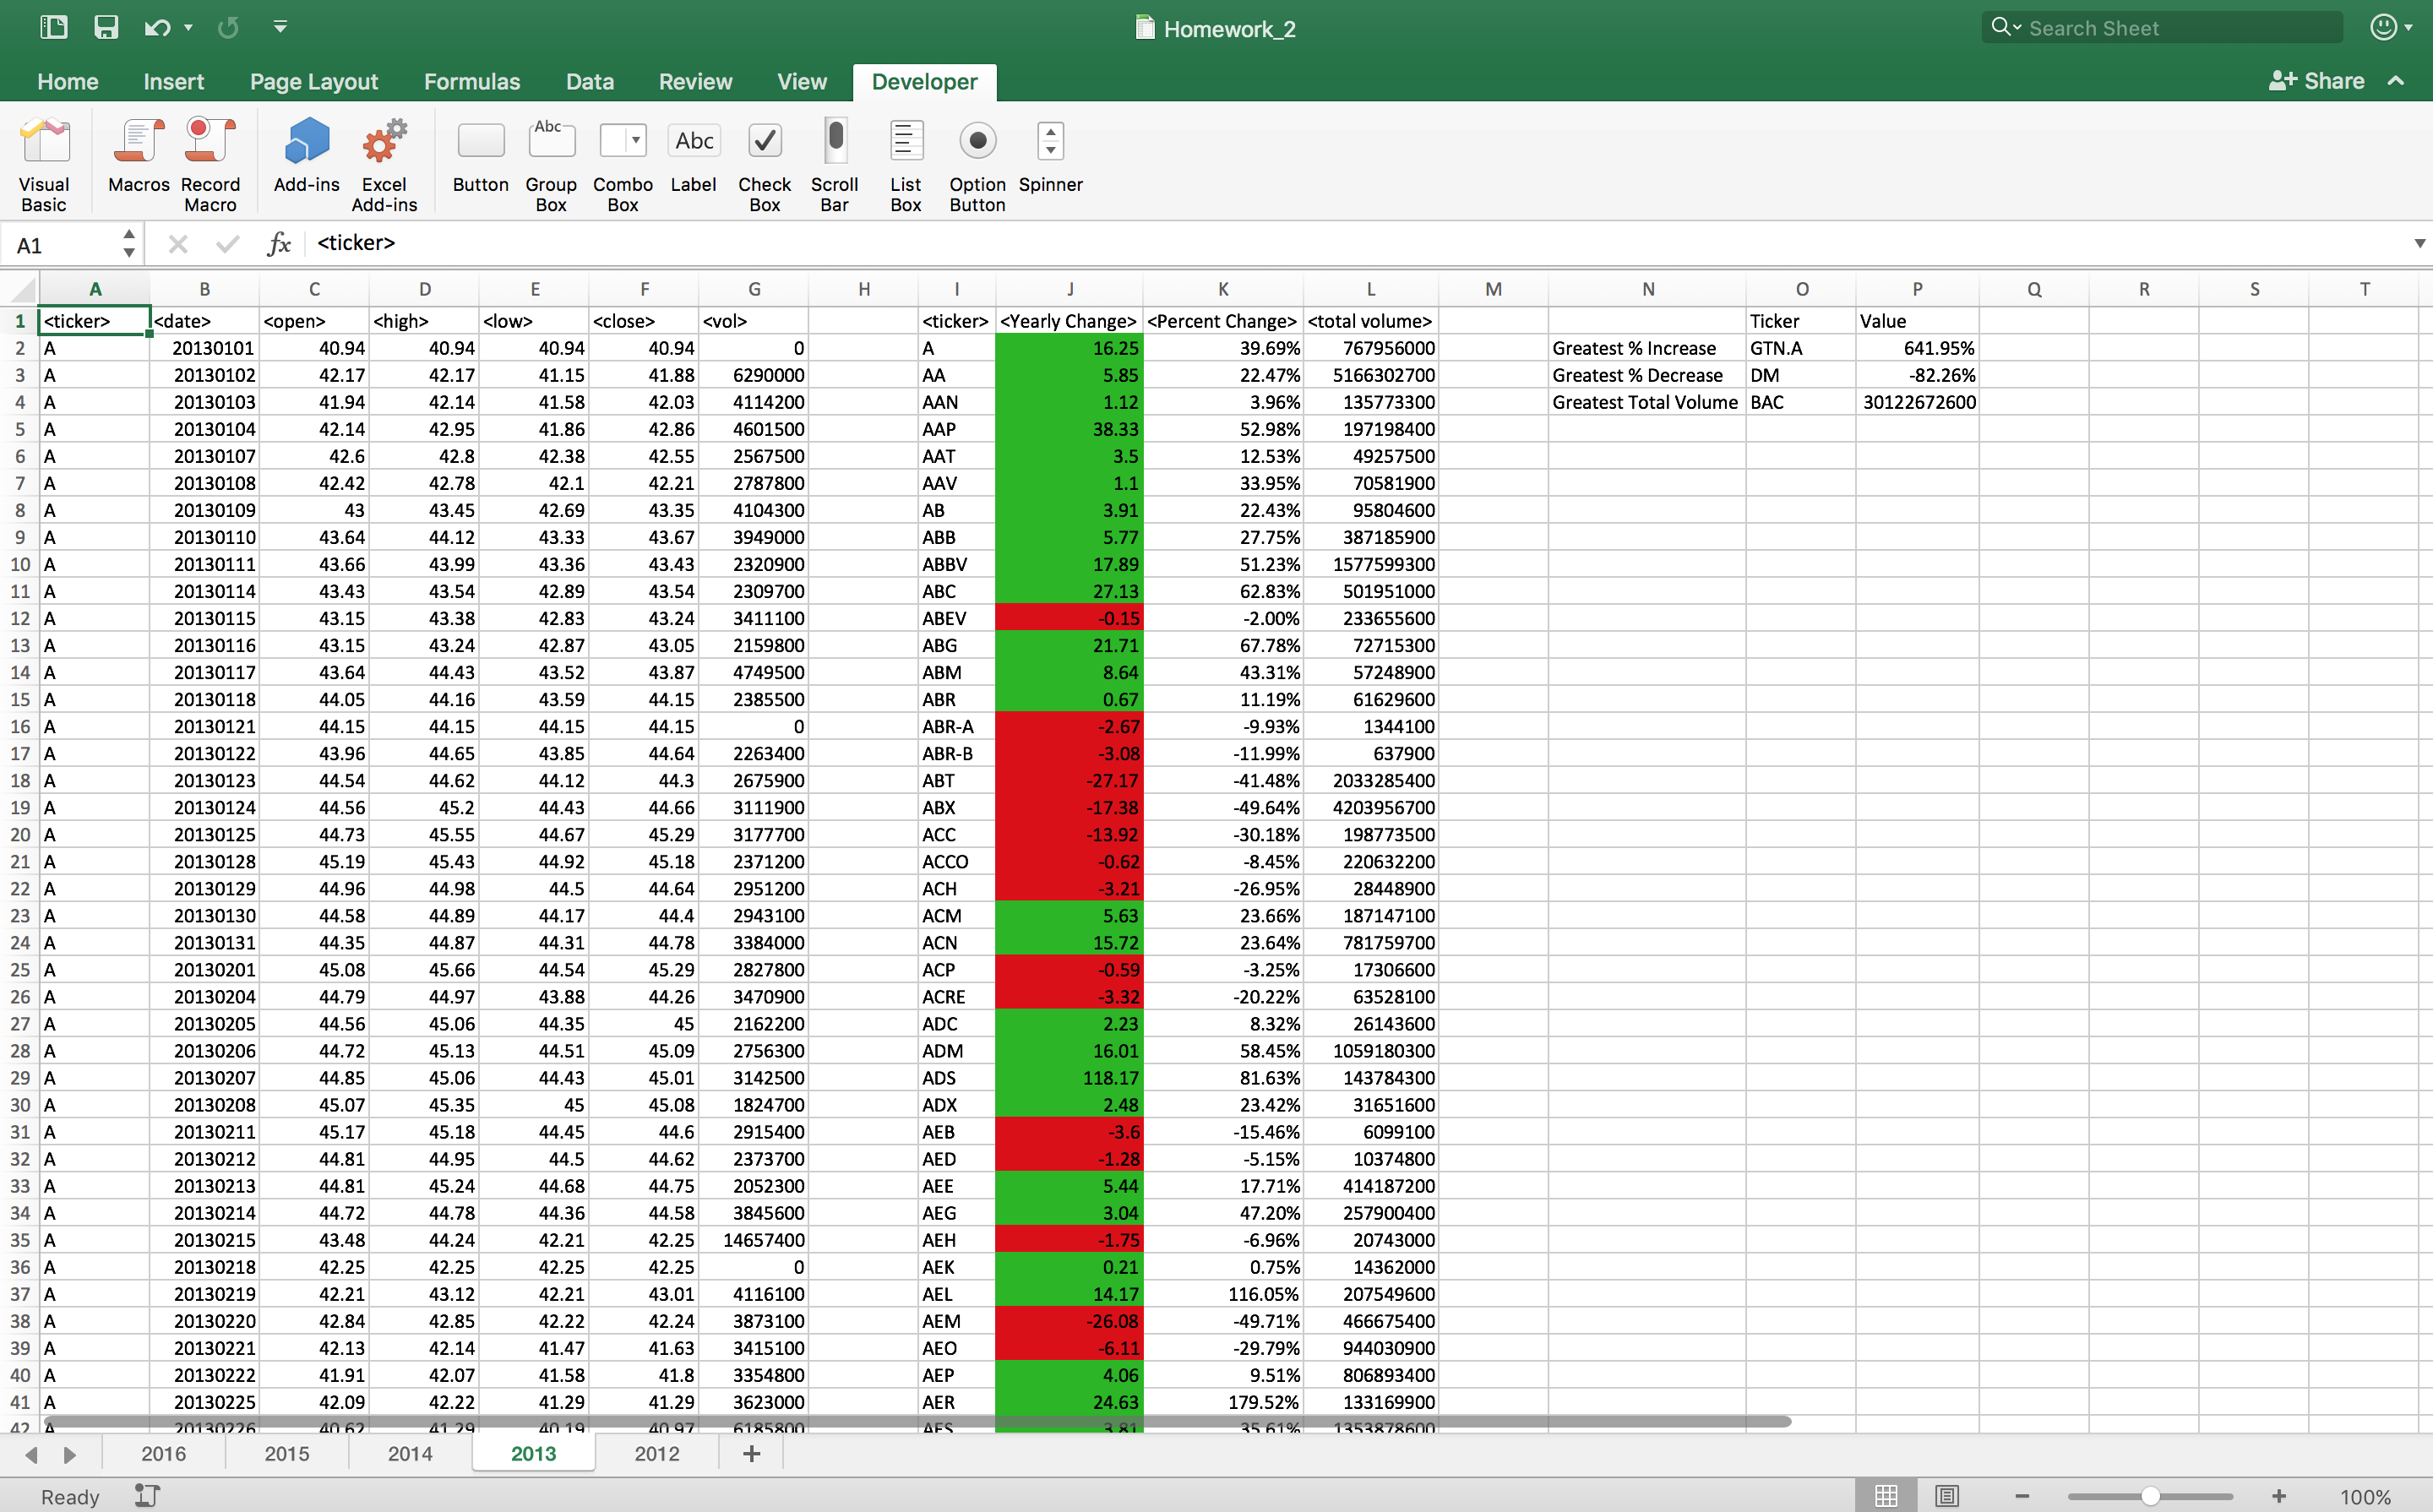 Homework_2
Search Sheet
Home Insert Page Layout Formulas Data Review View Developer Share
Visual Basic Macros Record Macro Add-ins Excel Add-ins Button Group Box Combo Box Label Check Box Scroll Bar List Box Option Button Spinner
Abc Abc
A1 fx <ticker>
A B C D E F G H I J K L M N O P Q R S T
1 <ticker> <date> <open> <high> <low> <close> <vol> <ticker> <Yearly Change> <Percent Change> <total volume> Ticker Value
2 A 20130101 40.94 40.94 40.94 40.94 0 A 16.25 39.69% 767956000 Greatest % Increase GTN.A 641.95%
3 A 20130102 42.17 42.17 41.15 41.88 6290000 AA 5.85 22.47% 5166302700 Greatest % Decrease DM -82.26%
4 A 20130103 41.94 42.14 41.58 42.03 4114200 AAN 1.12 3.96% 135773300 Greatest Total Volume BAC 30122672600
5 A 20130104 42.14 42.95 41.86 42.86 4601500 AAP 38.33 52.98% 197198400
6 A 20130107 42.6 42.8 42.38 42.55 2567500 AAT 3.5 12.53% 49257500
7 A 20130108 42.42 42.78 42.1 42.21 2787800 AAV 1.1 33.95% 70581900
8 A 20130109 43 43.45 42.69 43.35 4104300 AB 3.91 22.43% 95804600
9 A 20130110 43.64 44.12 43.33 43.67 3949000 ABB 5.77 27.75% 387185900
10 A 20130111 43.66 43.99 43.36 43.43 2320900 ABBV 17.89 51.23% 1577599300
11 A 20130114 43.43 43.54 42.89 43.54 2309700 ABC 27.13 62.83% 501951000
12 A 20130115 43.15 43.38 42.83 43.24 3411100 ABEV -0.15 -2.00% 233655600
13 A 20130116 43.15 43.24 42.87 43.05 2159800 ABG 21.71 67.78% 72715300
14 A 20130117 43.64 44.43 43.52 43.87 4749500 ABM 8.64 43.31% 57248900
15 A 20130118 44.05 44.16 43.59 44.15 2385500 ABR 0.67 11.19% 61629600
16 A 20130121 44.15 44.15 44.15 44.15 0 ABR-A -2.67 -9.93% 1344100
17 A 20130122 43.96 44.65 43.85 44.64 2263400 ABR-B -3.08 -11.99% 637900
18 A 20130123 44.54 44.62 44.12 44.3 2675900 ABT -27.17 -41.48% 2033285400
19 A 20130124 44.56 45.2 44.43 44.66 3111900 ABX -17.38 -49.64% 4203956700
20 A 20130125 44.73 45.55 44.67 45.29 3177700 ACC -13.92 -30.18% 198773500
21 A 20130128 45.19 45.43 44.92 45.18 2371200 ACCO -0.62 -8.45% 220632200
22 A 20130129 44.96 44.98 44.5 44.64 2951200 ACH -3.21 -26.95% 28448900
23 A 20130130 44.58 44.89 44.17 44.4 2943100 ACM 5.63 23.66% 187147100
24 A 20130131 44.35 44.87 44.31 44.78 3384000 ACN 15.72 23.64% 781759700
25 A 20130201 45.08 45.66 44.54 45.29 2827800 ACP -0.59 -3.25% 17306600
26 A 20130204 44.79 44.97 43.88 44.26 3470900 ACRE -3.32 -20.22% 63528100
27 A 20130205 44.56 45.06 44.35 45 2162200 ADC 2.23 8.32% 26143600
28 A 20130206 44.72 45.13 44.51 45.09 2756300 ADM 16.01 58.45% 1059180300
29 A 20130207 44.85 45.06 44.43 45.01 3142500 ADS 118.17 81.63% 143784300
30 A 20130208 45.07 45.35 45 45.08 1824700 ADX 2.48 23.42% 31651600
31 A 20130211 45.17 45.18 44.45 44.6 2915400 AEB -3.6 -15.46% 6099100
32 A 20130212 44.81 44.95 44.5 44.62 2373700 AED -1.28 -5.15% 10374800
33 A 20130213 44.81 45.24 44.68 44.75 2052300 AEE 5.44 17.71% 414187200
34 A 20130214 44.72 44.78 44.36 44.58 3845600 AEG 3.04 47.20% 257900400
35 A 20130215 43.48 44.24 42.21 42.25 14657400 AEH -1.75 -6.96% 20743000
36 A 20130218 42.25 42.25 42.25 42.25 0 AEK 0.21 0.75% 14362000
37 A 20130219 42.21 43.12 42.21 43.01 4116100 AEL 14.17 116.05% 207549600
38 A 20130220 42.84 42.85 42.22 42.24 3873100 AEM -26.08 -49.71% 466675400
39 A 20130221 42.13 42.14 41.47 41.63 3415100 AEO -6.11 -29.79% 944030900
40 A 20130222 41.91 42.07 41.58 41.8 3354800 AEP 4.06 9.51% 806893400
41 A 20130225 42.09 42.22 41.29 41.29 3623000 AER 24.63 179.52% 133169900
42 A 20130226 40.62 41.29 40.19 40.97 6185800 AES 3.81 35.61% 1353878600
2016 2015 2014 2013 2012 +
Ready 100%